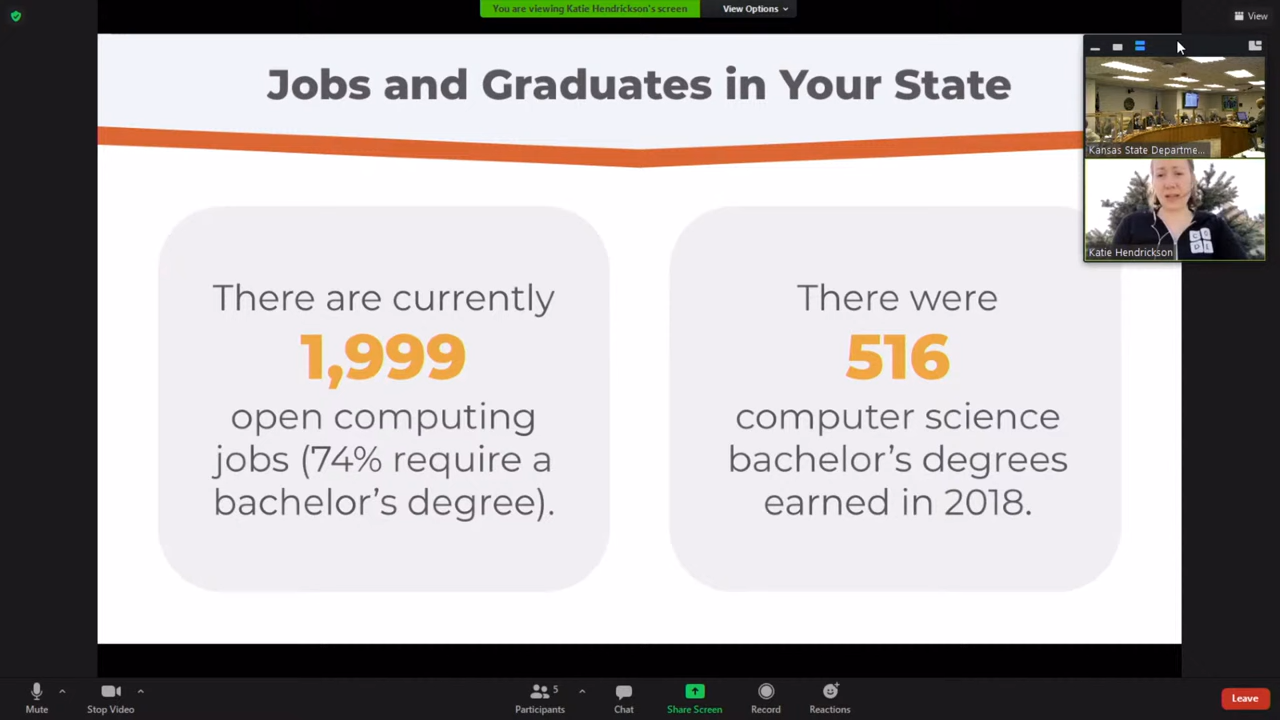 You are viewing Katie Hendrickson's screen
View Options
View
Jobs and Graduates in Your State
Kansas State Departme...
Katie Hendrickson
There are currently
1,999
open computing
jobs (74% require a
bachelor's degree).
There were
516
computer science
bachelor's degrees
earned in 2018.
Mute
Stop Video
Participants
5
Chat
Share Screen
Record
Reactions
Leave